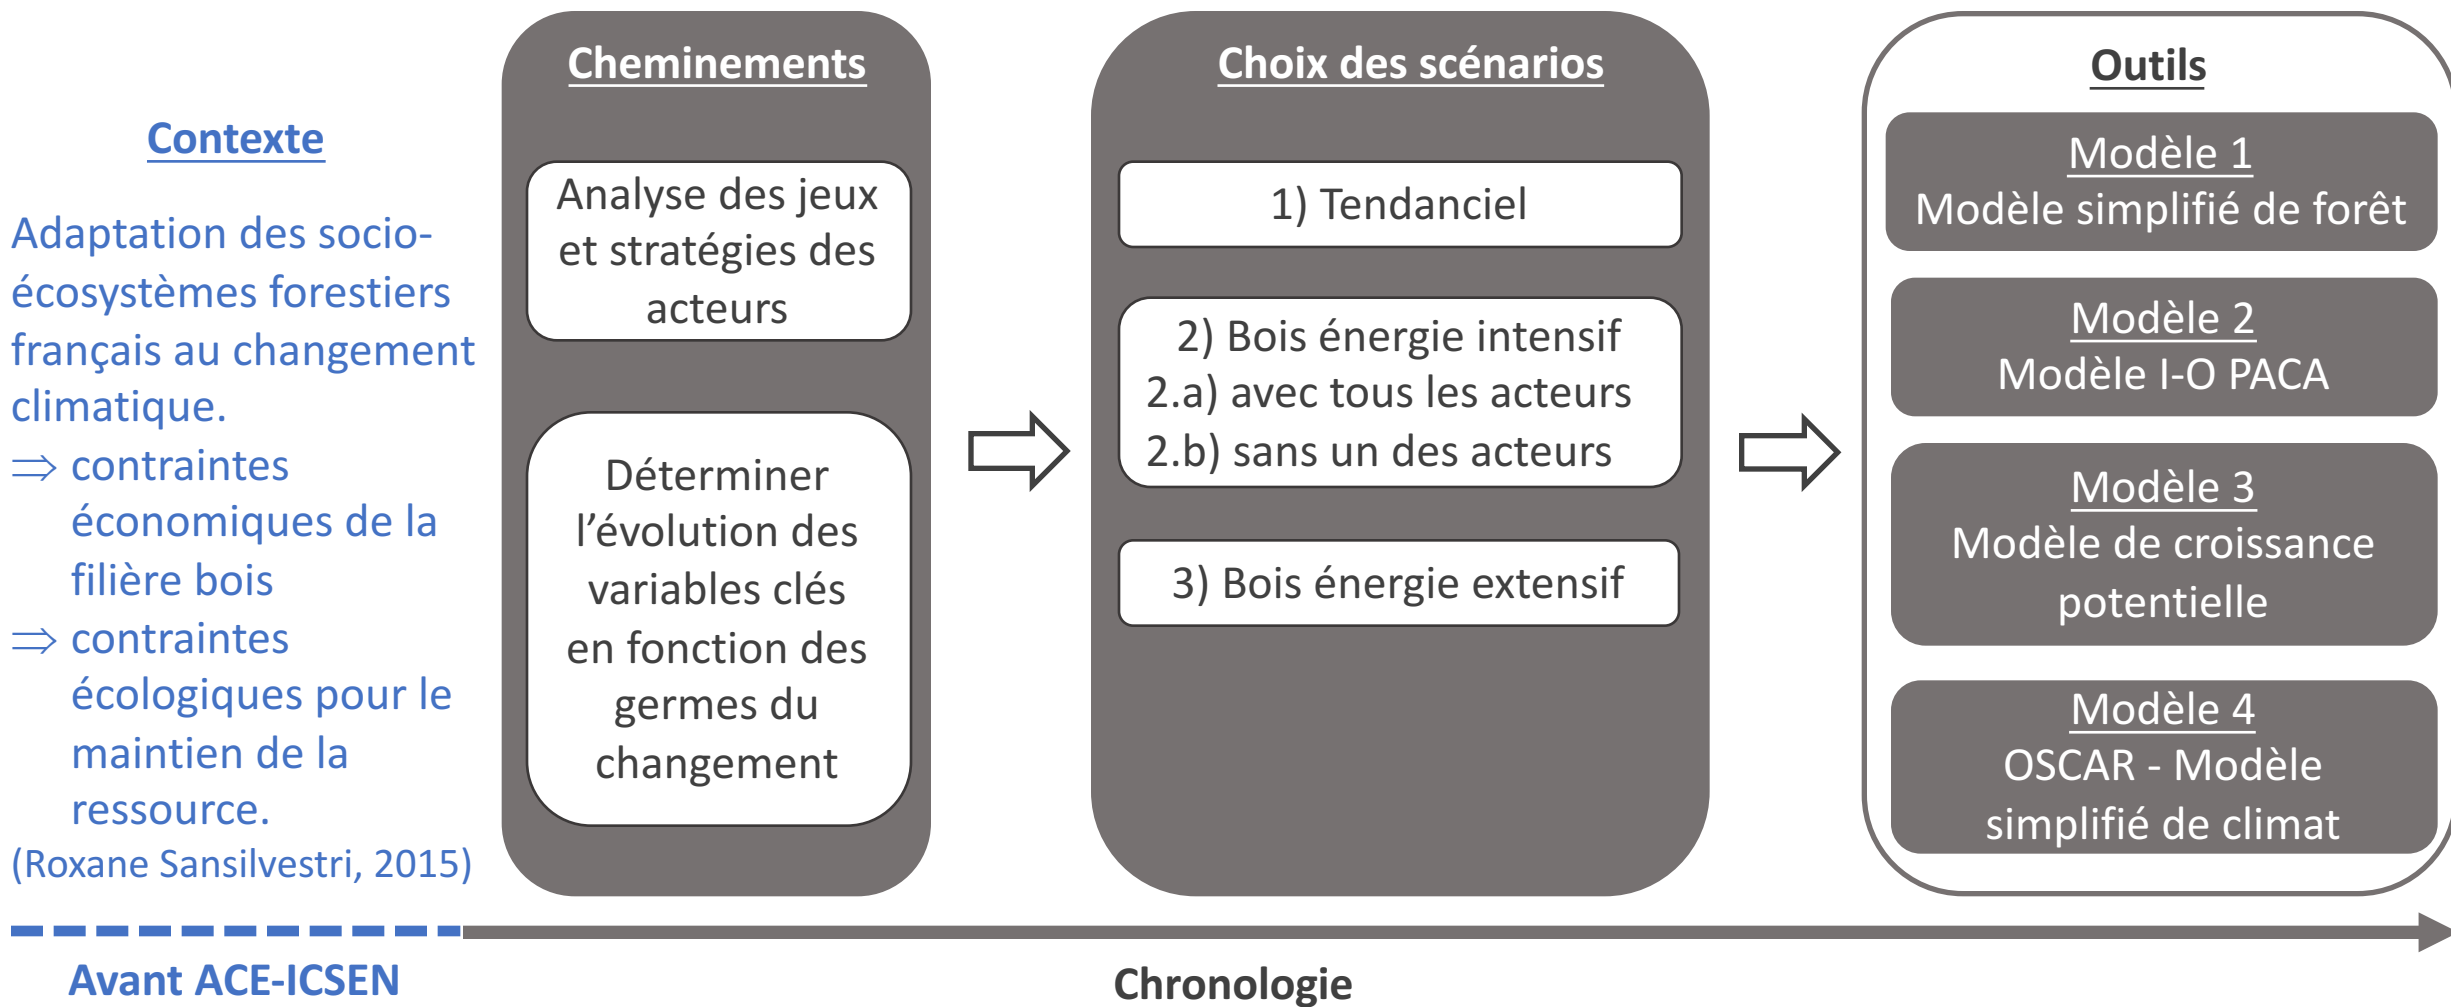 Contexte
Adaptation des socio-
écosystèmes forestiers
français au changement
climatique.
⇒ contraintes
économiques de la
filière bois
⇒ contraintes
écologiques pour le
maintien de la
ressource.
(Roxane Sansilvestri, 2015)
Cheminements
Analyse des jeux
et stratégies des
acteurs
Déterminer
l’évolution des
variables clés
en fonction des
germes du
changement
Choix des scénarios
1) Tendanciel
2) Bois énergie intensif
2.a) avec tous les acteurs
2.b) sans un des acteurs
3) Bois énergie extensif
Outils
Modèle 1
Modèle simplifié de forêt
Modèle 2
Modèle I-O PACA
Modèle 3
Modèle de croissance
potentielle
Modèle 4
OSCAR - Modèle
simplifié de climat
Avant ACE-ICSEN
Chronologie